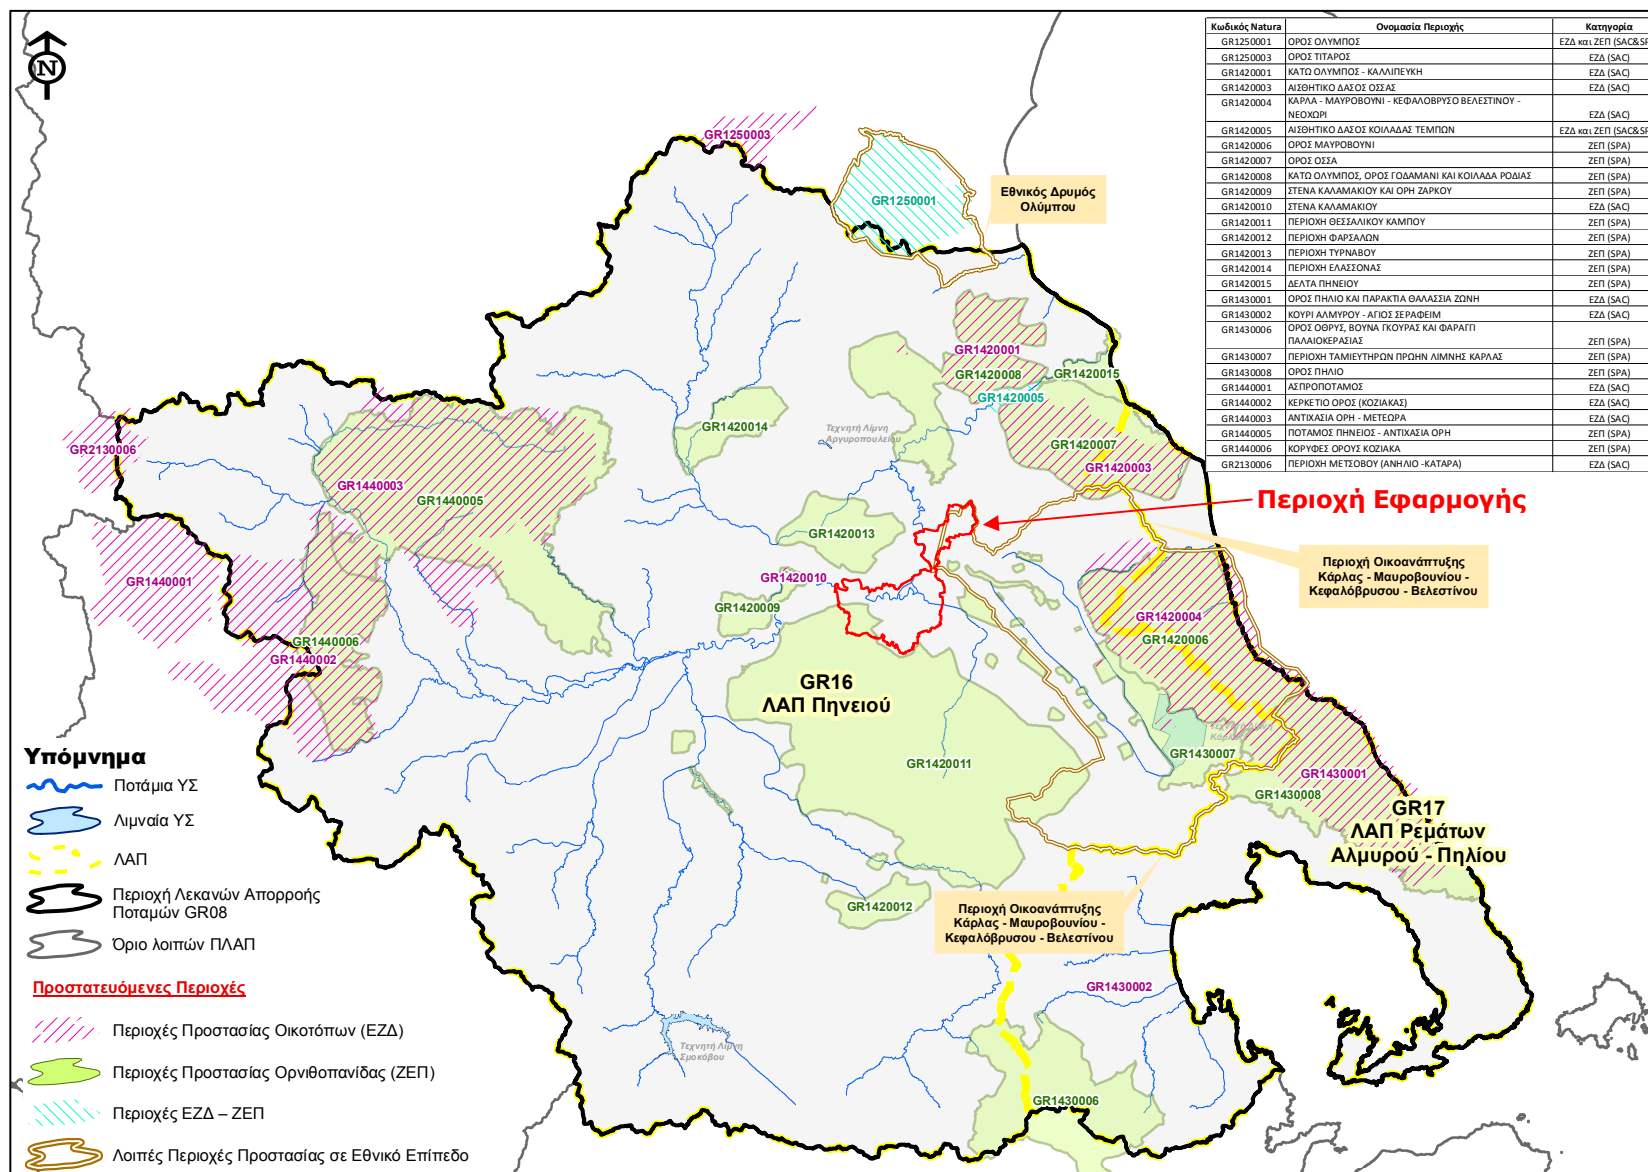 Κωδικός Natura Ονομασία Περιοχής Κατηγορία
GR1250001 ΟΡΟΣ ΟΛΥΜΠΟΣ ΕΖΔ και ΖΕΠ (SAC&SP
GR1250003 ΟΡΟΣ ΤΙΤΑΡΟΣ ΕΖΔ (SAC)
GR1420001 ΚΑΤΩ ΟΛΥΜΠΟΣ - ΚΑΛΛΙΠΕΥΚΗ ΕΖΔ (SAC)
GR1420003 ΑΙΣΘΗΤΙΚΟ ΔΑΣΟΣ ΟΣΣΑΣ ΕΖΔ (SAC)
GR1420004 ΚΑΡΛΑ - ΜΑΥΡΟΒΟΥΝΙ - ΚΕΦΑΛΟΒΡΥΣΟ ΒΕΛΕΣΤΙΝΟΥ -
ΝΕΟΧΩΡΙ ΕΖΔ (SAC)
GR1420005 ΑΙΣΘΗΤΙΚΟ ΔΑΣΟΣ ΚΟΙΛΑΔΑΣ ΤΕΜΠΩΝ ΕΖΔ και ΖΕΠ (SAC&SP
GR1420006 ΟΡΟΣ ΜΑΥΡΟΒΟΥΝΙ ΖΕΠ (SPA)
GR1420007 ΟΡΟΣ ΟΣΣΑ ΖΕΠ (SPA)
GR1420008 ΚΑΤΩ ΟΛΥΜΠΟΣ, ΟΡΟΣ ΓΟΔΑΜΑΝΙ ΚΑΙ ΚΟΙΛΑΔΑ ΡΟΔΙΑΣ ΖΕΠ (SPA)
GR1420009 ΣΤΕΝΑ ΚΑΛΑΜΑΚΙΟΥ ΚΑΙ ΟΡΗ ΖΑΡΚΟΥ ΖΕΠ (SPA)
GR1420010 ΣΤΕΝΑ ΚΑΛΑΜΑΚΙΟΥ ΕΖΔ (SAC)
GR1420011 ΠΕΡΙΟΧΗ ΘΕΣΣΑΛΙΚΟΥ ΚΑΜΠΟΥ ΖΕΠ (SPA)
GR1420012 ΠΕΡΙΟΧΗ ΦΑΡΣΑΛΩΝ ΖΕΠ (SPA)
GR1420013 ΠΕΡΙΟΧΗ ΤΥΡΝΑΒΟΥ ΖΕΠ (SPA)
GR1420014 ΠΕΡΙΟΧΗ ΕΛΑΣΣΟΝΑΣ ΖΕΠ (SPA)
GR1420015 ΔΕΛΤΑ ΠΗΝΕΙΟΥ ΖΕΠ (SPA)
GR1430001 ΟΡΟΣ ΠΗΛΙΟ ΚΑΙ ΠΑΡΑΚΤΙΑ ΘΑΛΑΣΣΙΑ ΖΩΝΗ ΕΖΔ (SAC)
GR1430002 ΚΟΥΡΙ ΑΛΜΥΡΟΥ - ΑΓΙΟΣ ΣΕΡΑΦΕΙΜ ΕΖΔ (SAC)
GR1430006 ΟΡΟΣ ΟΘΡΥΣ, ΒΟΥΝΑ ΓΚΟΥΡΑΣ ΚΑΙ ΦΑΡΑΓΓΙ
ΠΑΛΑΙΟΚΕΡΑΣΙΑΣ ΖΕΠ (SPA)
GR1430007 ΠΕΡΙΟΧΗ ΤΑΜΙΕΥΤΗΡΩΝ ΠΡΩΗΝ ΛΙΜΝΗΣ ΚΑΡΛΑΣ ΖΕΠ (SPA)
GR1430008 ΟΡΟΣ ΠΗΛΙΟ ΖΕΠ (SPA)
GR1440001 ΑΣΠΡΟΠΟΤΑΜΟΣ ΕΖΔ (SAC)
GR1440002 ΚΕΡΚΕΤΙΟ ΟΡΟΣ (ΚΟΖΙΑΚΑΣ) ΕΖΔ (SAC)
GR1440003 ΑΝΤΙΧΑΣΙΑ ΟΡΗ - ΜΕΤΕΩΡΑ ΕΖΔ (SAC)
GR1440005 ΠΟΤΑΜΟΣ ΠΗΝΕΙΟΣ - ΑΝΤΙΧΑΣΙΑ ΟΡΗ ΖΕΠ (SPA)
GR1440006 ΚΟΡΥΦΕΣ ΟΡΟΥΣ ΚΟΖΙΑΚΑ ΖΕΠ (SPA)
GR2130006 ΠΕΡΙΟΧΗ ΜΕΤΣΟΒΟΥ (ΑΝΗΛΙΟ -ΚΑΤΑΡΑ) ΕΖΔ (SAC)
N
GR1250003
GR1250001
Εθνικός Δρυμός
Ολύμπου
GR1420001
GR1420008
GR1420015
GR1420005
GR1420014
Τεχνητή Λίμνη
Αργυροπουλείου
GR1420007
GR1420003
GR2130006
GR1440003
GR1440005
Περιοχή Εφαρμογής
GR1420013
GR1440001
GR1420010
GR1420009
Περιοχή Οικοανάπτυξης
Κάρλας - Μαυροβουνίου -
Κεφαλόβρυσου - Βελεστίνου
GR1420004
GR1420006
GR1440006
GR1440002
GR16
ΛΑΠ Πηνειού
Τεχνητή Λίμνη
Κάρλας
GR1430007
GR1420011
GR1430001
GR1430008
GR17
ΛΑΠ Ρεμάτων
Αλμυρού - Πηλίου
GR1420012
Περιοχή Οικοανάπτυξης
Κάρλας - Μαυροβουνίου -
Κεφαλόβρυσου - Βελεστίνου
GR1430002
Τεχνητή Λίμνη
Σμοκόβου
GR1430006
Υπόμνημα
Ποτάμια ΥΣ
Λιμναία ΥΣ
ΛΑΠ
Περιοχή Λεκανών Απορροής
Ποταμών GR08
Όριο λοιπών ΠΛΑΠ
Προστατευόμενες Περιοχές
Περιοχές Προστασίας Οικοτόπων (ΕΖΔ)
Περιοχές Προστασίας Ορνιθοπανίδας (ΖΕΠ)
Περιοχές ΕΖΔ – ΖΕΠ
Λοιπές Περιοχές Προστασίας σε Εθνικό Επίπεδο